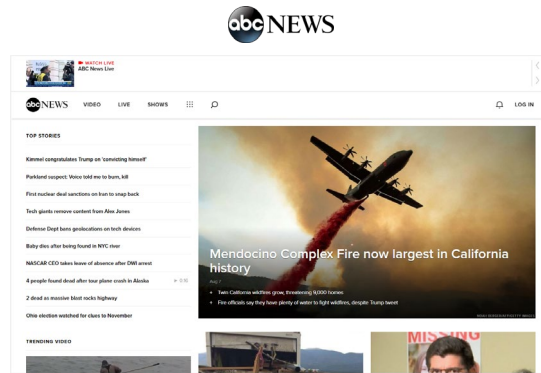 abc NEWS
WATCH LIVE
ABC News Live
abc NEWS
VIDEO
LIVE
SHOWS
LOG IN
TOP STORIES
Kimmel congratulates Trump on 'convicting himself'
Parkland suspect: Voice told me to burn, kill
First nuclear deal sanctions on Iran to snap back
Tech giants remove content from Alex Jones
Defense Dept bans geolocations on tech devices
Baby dies after being found in NYC river
NASCAR CEO takes leave of absence after DWI arrest
4 people found dead after tour plane crash in Alaska
2 dead as massive blast rocks highway
Ohio election watched for clues to November
TRENDING VIDEO
Mendocino Complex Fire now largest in California
history
Aug 7
Twin California wildfires grow, threatening 9,000 homes
Fire officials say they have plenty of water to fight wildfires, despite Trump tweet
MISSING